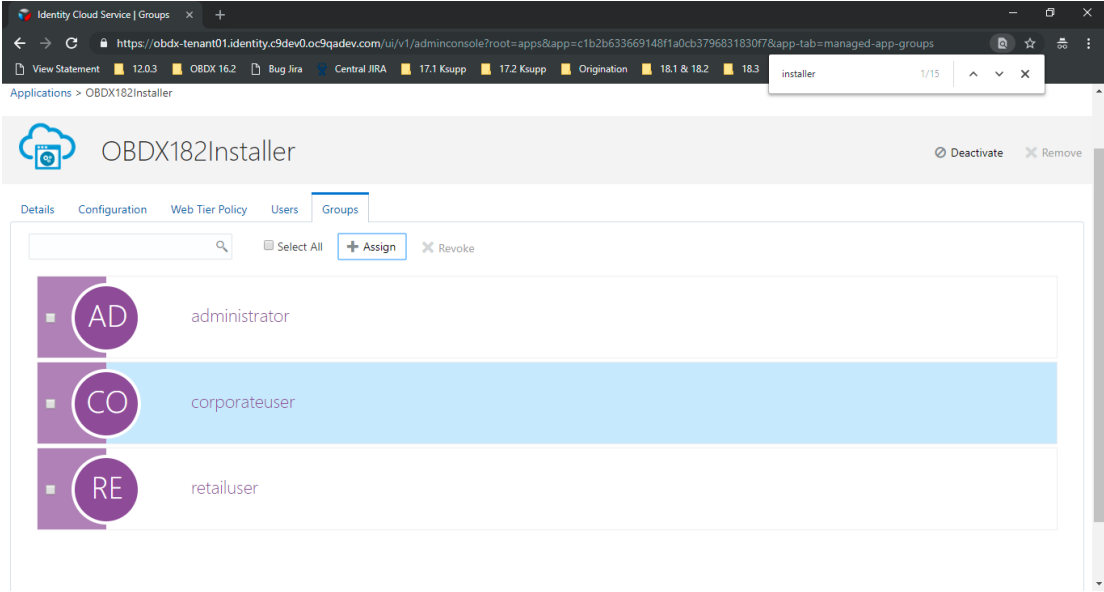 Identity Cloud Service | Groups
https://obdx-tenant01.identity.c9dev0.oc9qadev.com/ui/v1/adminconsole?root=apps&app=c1b2b633669148f1a0cb3796831830f7&app-tab=managed-app-groups
View Statement 12.0.3 OBDX 16.2 Bug Jira Central JIRA 17.1 Ksupp 17.2 Ksupp Origination 18.1 & 18.2 18.3
installer 1/15
Applications > OBDX182Installer
OBDX182Installer
Deactivate Remove
Details Configuration Web Tier Policy Users Groups
Select All Assign Revoke
AD administrator
CO corporateuser
RE retailuser